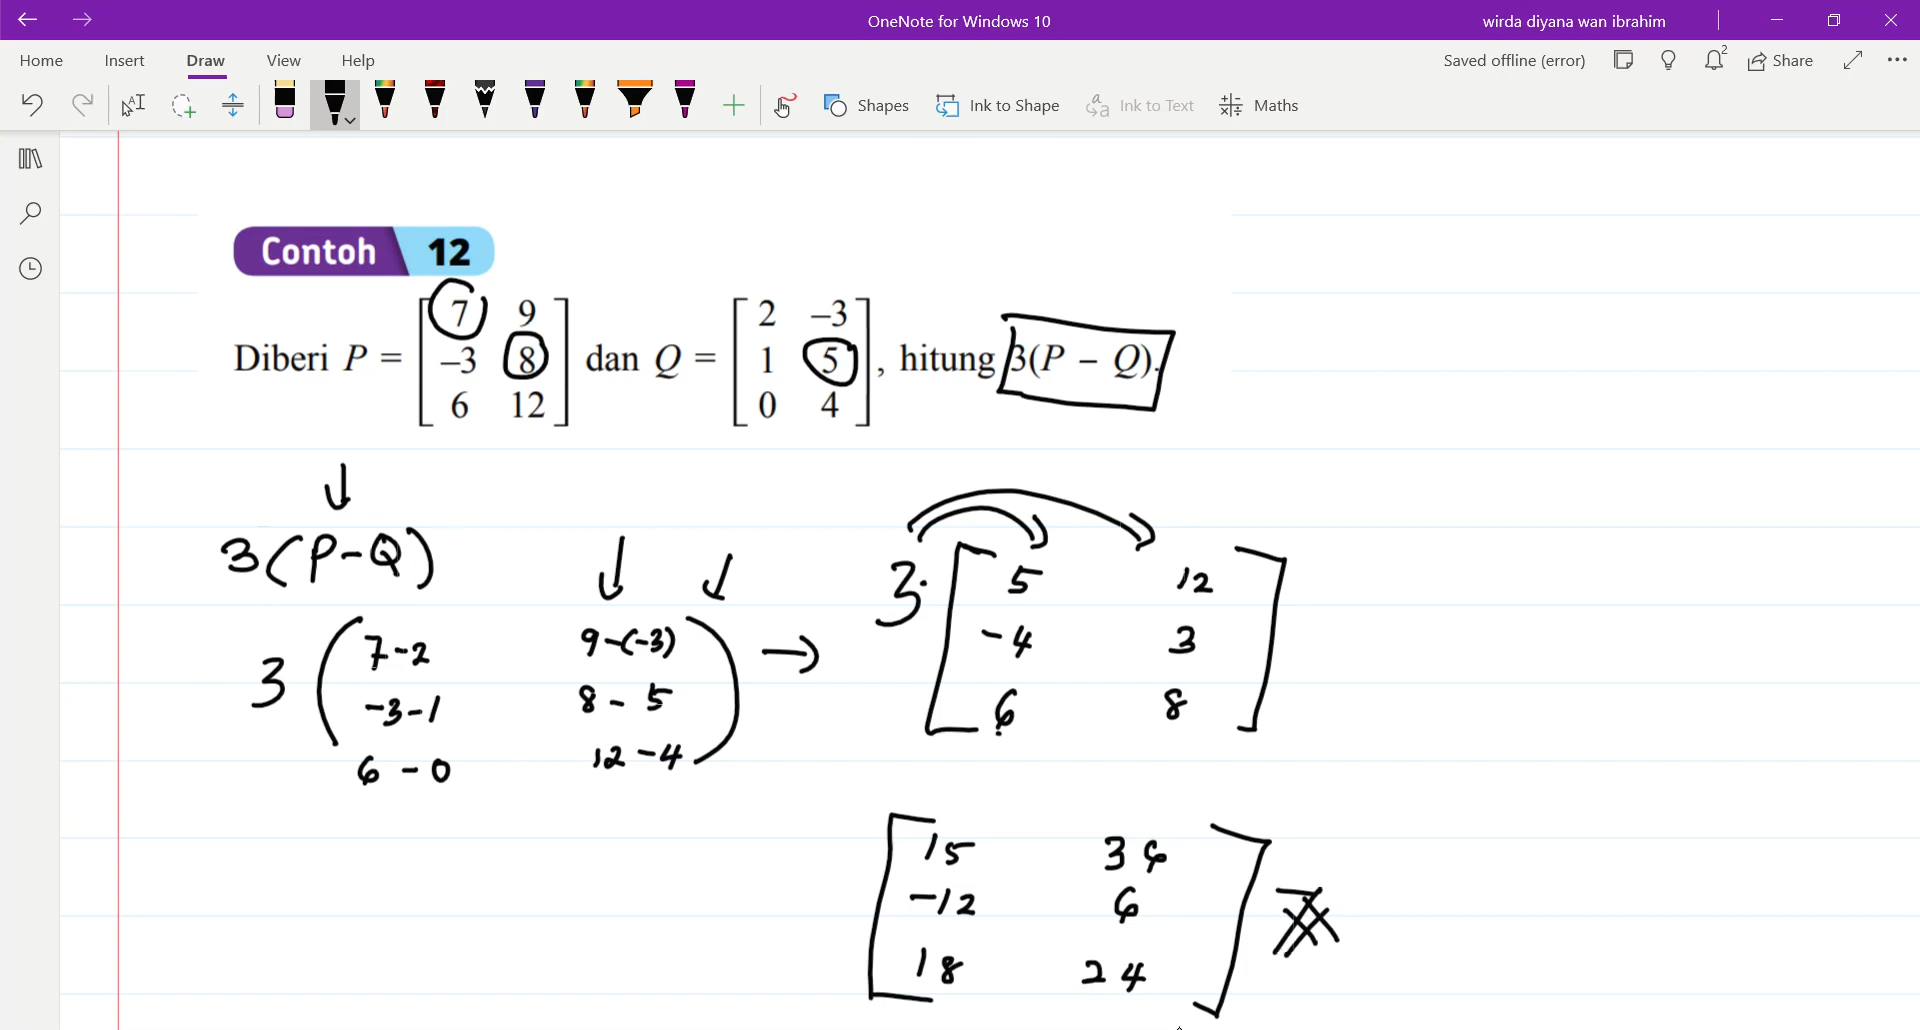 OneNote for Windows 10
wirda diyana wan ibrahim
Home Insert Draw View Help
Saved offline (error) 2 Share
Shapes Ink to Shape Ink to Text Maths
Contoh 12
Diberi P = [ 7 9 ] dan Q = [ 2 −3 ], hitung 3(P − Q).
−3 8 1 5
6 12 0 4
3(P-Q)
3 ( 7-2 9-(-3) ) →
-3-1 8-5
6-0 12-4
3· [ 5 12 ]
-4 3
6 8
[ 15 36 ]
-12 6
18 24